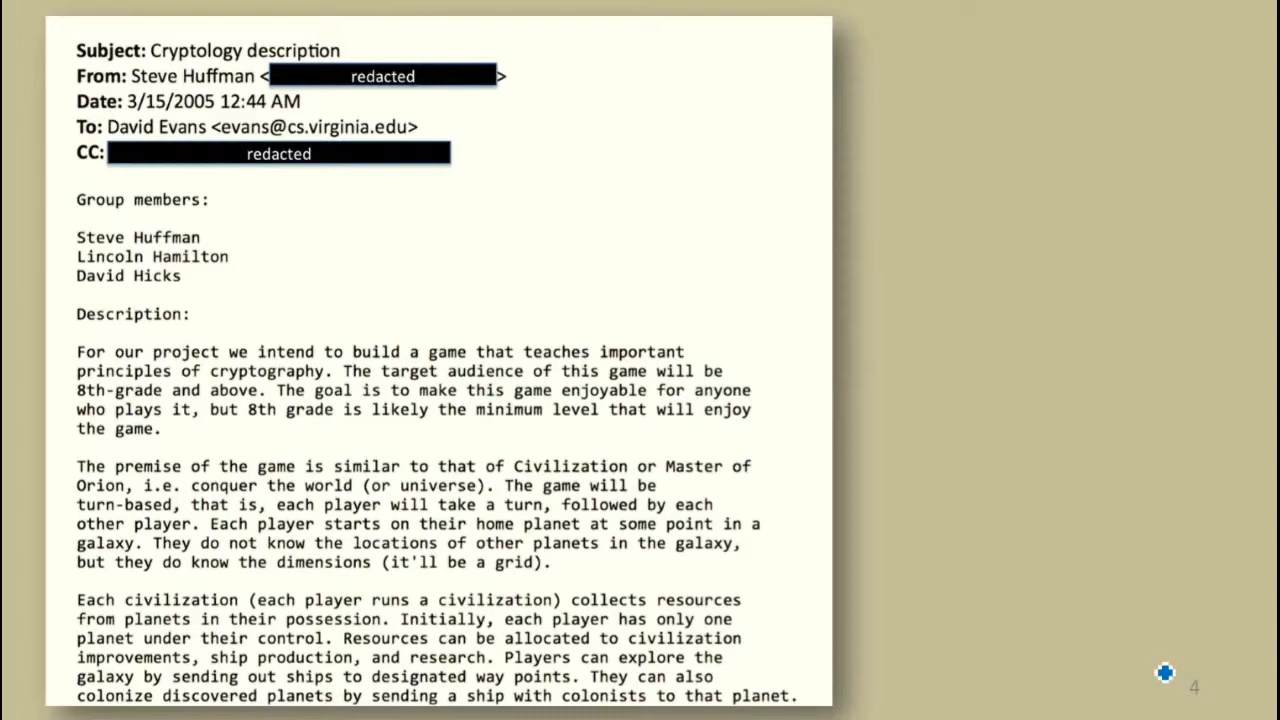 Subject: Cryptology description
From: Steve Huffman <redacted>
Date: 3/15/2005 12:44 AM
To: David Evans <evans@cs.virginia.edu>
CC: redacted
Group members:
Steve Huffman
Lincoln Hamilton
David Hicks
Description:
For our project we intend to build a game that teaches important
principles of cryptography. The target audience of this game will be
8th-grade and above. The goal is to make this game enjoyable for anyone
who plays it, but 8th grade is likely the minimum level that will enjoy
the game.
The premise of the game is similar to that of Civilization or Master of
Orion, i.e. conquer the world (or universe). The game will be
turn-based, that is, each player will take a turn, followed by each
other player. Each player starts on their home planet at some point in a
galaxy. They do not know the locations of other planets in the galaxy,
but they do know the dimensions (it'll be a grid).
Each civilization (each player runs a civilization) collects resources
from planets in their possession. Initially, each player has only one
planet under their control. Resources can be allocated to civilization
improvements, ship production, and research. Players can explore the
galaxy by sending out ships to designated way points. They can also
colonize discovered planets by sending a ship with colonists to that planet.
4